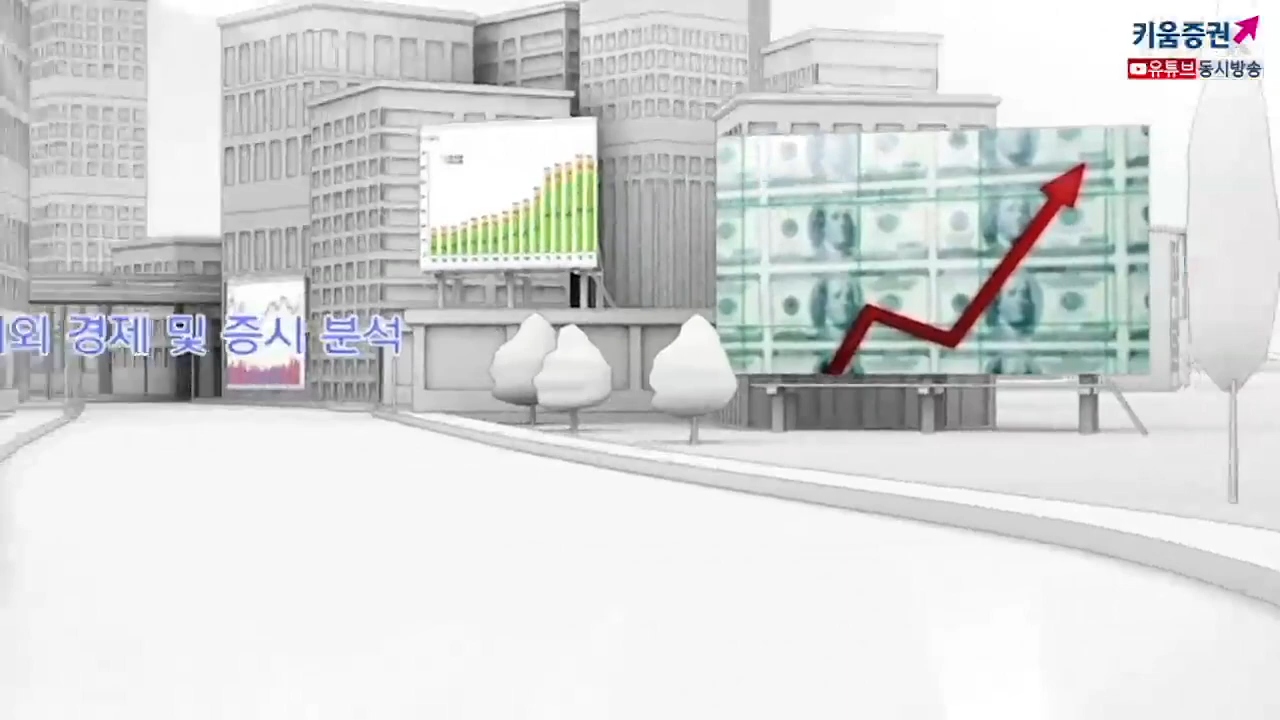 키움증권
유튜브동시방송
외 경제 및 증시 분석